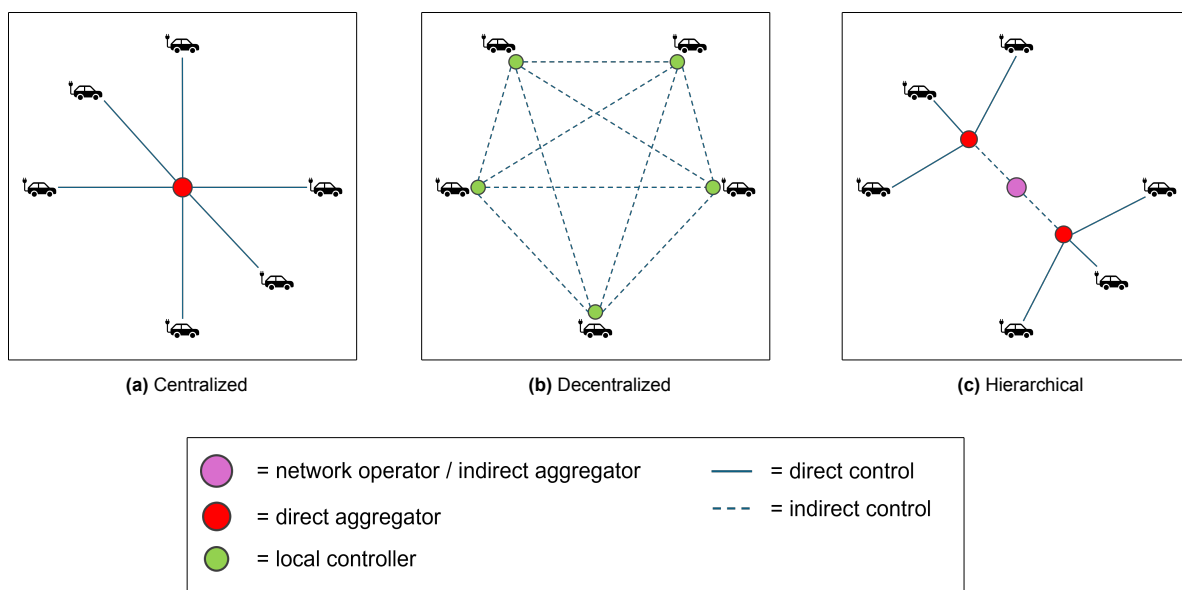 (a) Centralized
(b) Decentralized
(c) Hierarchical
= network operator / indirect aggregator
= direct aggregator
= local controller
= direct control
= indirect control